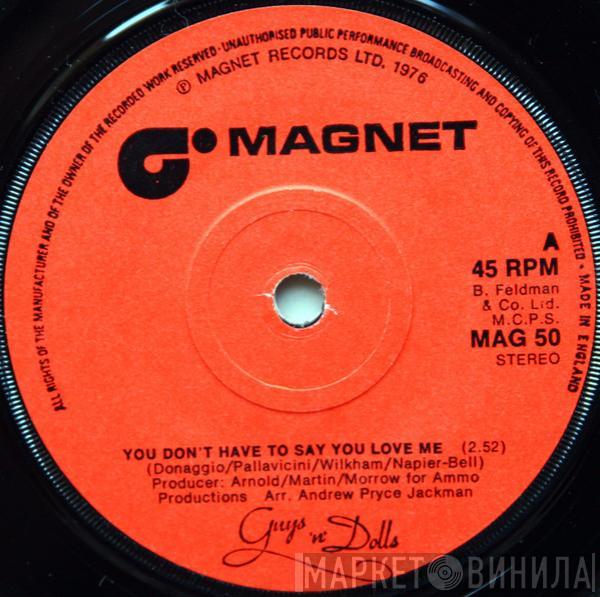 ALL RIGHTS OF THE MANUFACTURER AND OF THE OWNER OF THE RECORDED WORK RESERVED · UNAUTHORISED PUBLIC PERFORMANCE BROADCASTING AND COPYING OF THIS RECORD PROHIBITED · MADE IN ENGLAND
℗ MAGNET RECORDS LTD. 1976
MAGNET
A
45 RPM
B. Feldman
& Co. Ltd.
M.C.P.S.
MAG 50
STEREO
YOU DON'T HAVE TO SAY YOU LOVE ME (2.52)
(Donaggio/Pallavicini/Wilkham/Napier-Bell)
Producer: Arnold/Martin/Morrow for Ammo
Productions Arr. Andrew Pryce Jackman
Guys 'n' Dolls
МАРКЕТ ВИНИЛА